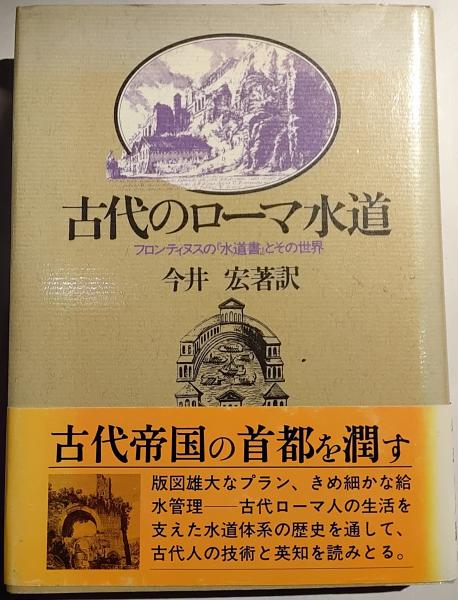 古代のローマ水道
フロンティヌスの『水道書』とその世界
今井 宏著訳
古代帝国の首都を潤す
版図雄大なプラン、きめ細かな給
水管理──古代ローマ人の生活を
支えた水道体系の歴史を通して、
古代人の技術と英知を読みとる。